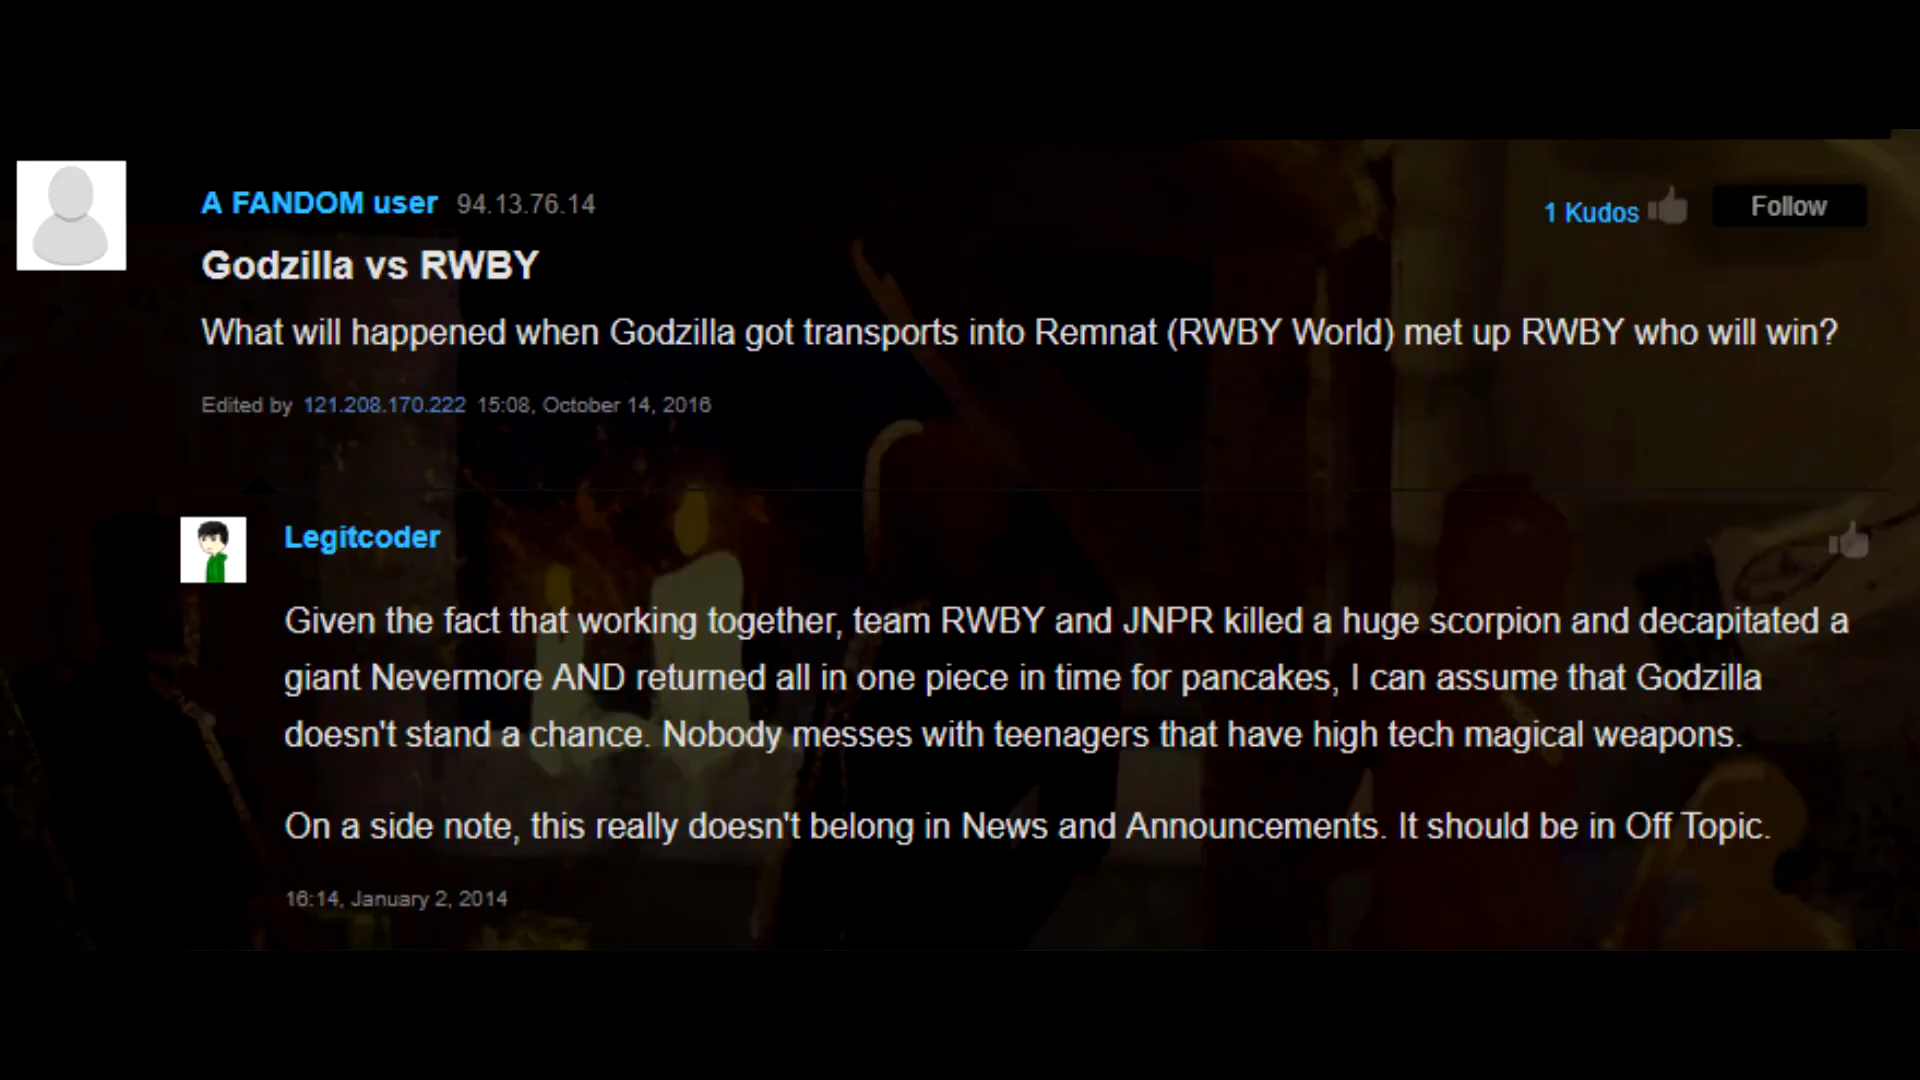 A FANDOM user 94.13.76.14
1 Kudos
Follow
Godzilla vs RWBY
What will happened when Godzilla got transports into Remnat (RWBY World) met up RWBY who will win?
Edited by 121.208.170.222 15:08, October 14, 2016
Legitcoder
Given the fact that working together, team RWBY and JNPR killed a huge scorpion and decapitated a
giant Nevermore AND returned all in one piece in time for pancakes, I can assume that Godzilla
doesn't stand a chance. Nobody messes with teenagers that have high tech magical weapons.
On a side note, this really doesn't belong in News and Announcements. It should be in Off Topic.
16:14, January 2, 2014